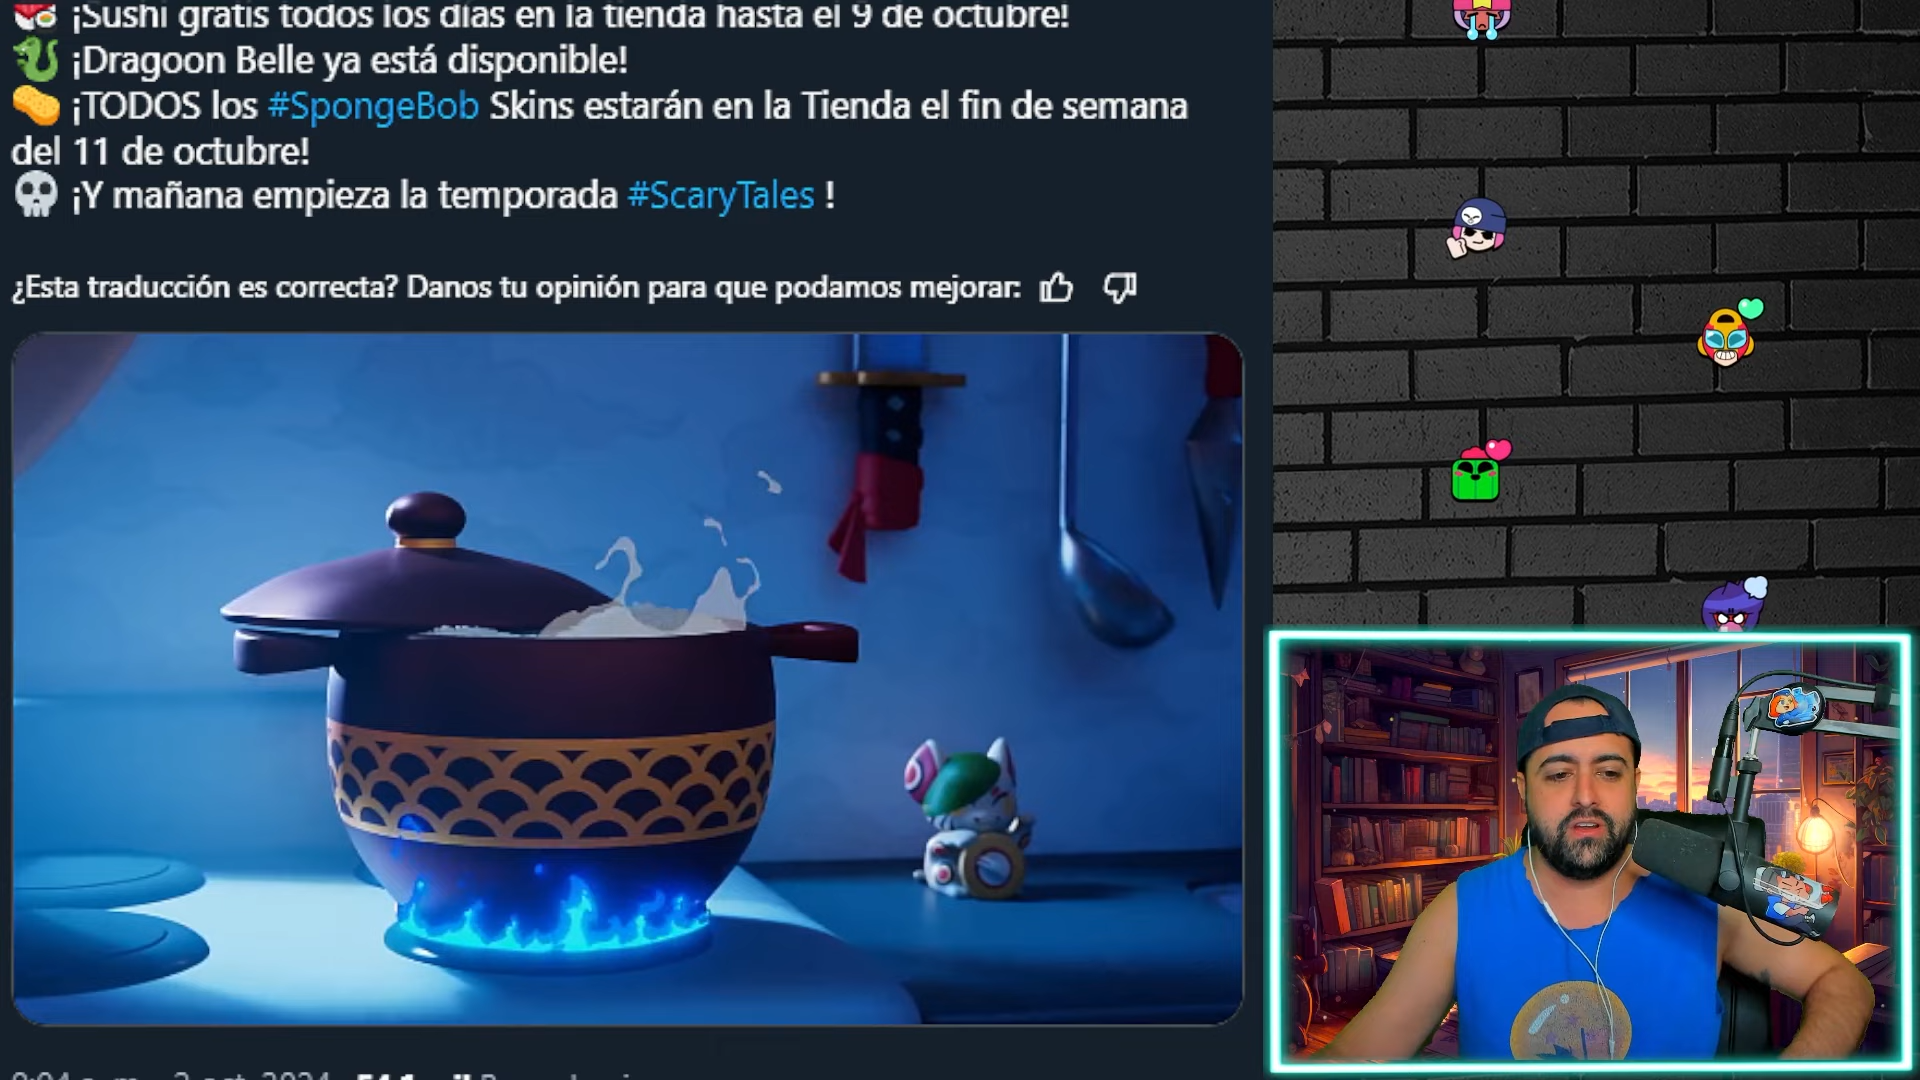 ¡Sushi gratis todos los días en la tienda hasta el 9 de octubre!
¡Dragoon Belle ya está disponible!
¡TODOS los #SpongeBob Skins estarán en la Tienda el fin de semana
del 11 de octubre!
¡Y mañana empieza la temporada #ScaryTales !
¿Esta traducción es correcta? Danos tu opinión para que podamos mejorar: